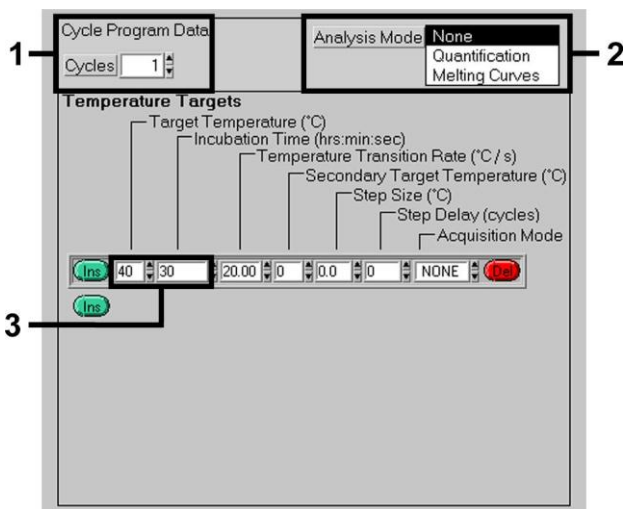 Cycle Program Data
Cycles 1
Analysis Mode None
Quantification
Melting Curves
1
2
Temperature Targets
Target Temperature (°C)
Incubation Time (hrs:min:sec)
Temperature Transition Rate (°C / s)
Secondary Target Temperature (°C)
Step Size (°C)
Step Delay (cycles)
Acquisition Mode
Ins 40 30 20.00 0 0.0 0 NONE Del
Ins
3